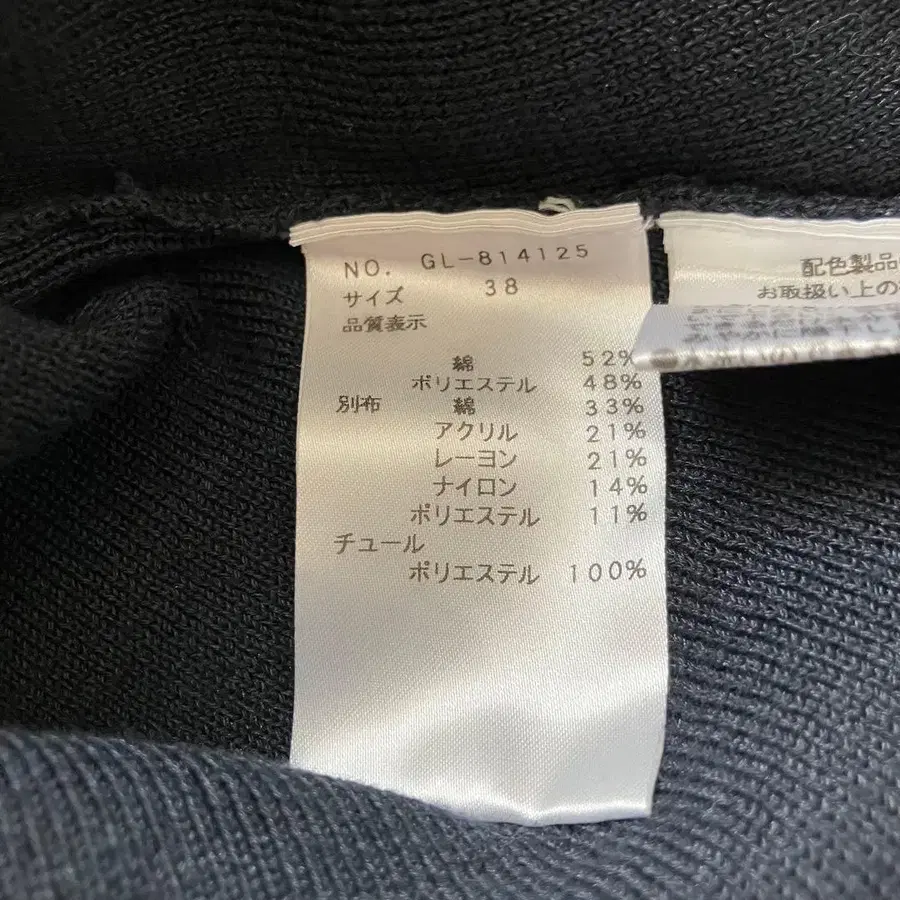 NO. GL-814125
サイズ 38
品質表示
綿 52%
ポリエステル 48%
別布 綿 33%
アクリル 21%
レーヨン 21%
ナイロン 14%
ポリエステル 11%
チュール
ポリエステル 100%
配色製品
お取扱い上の